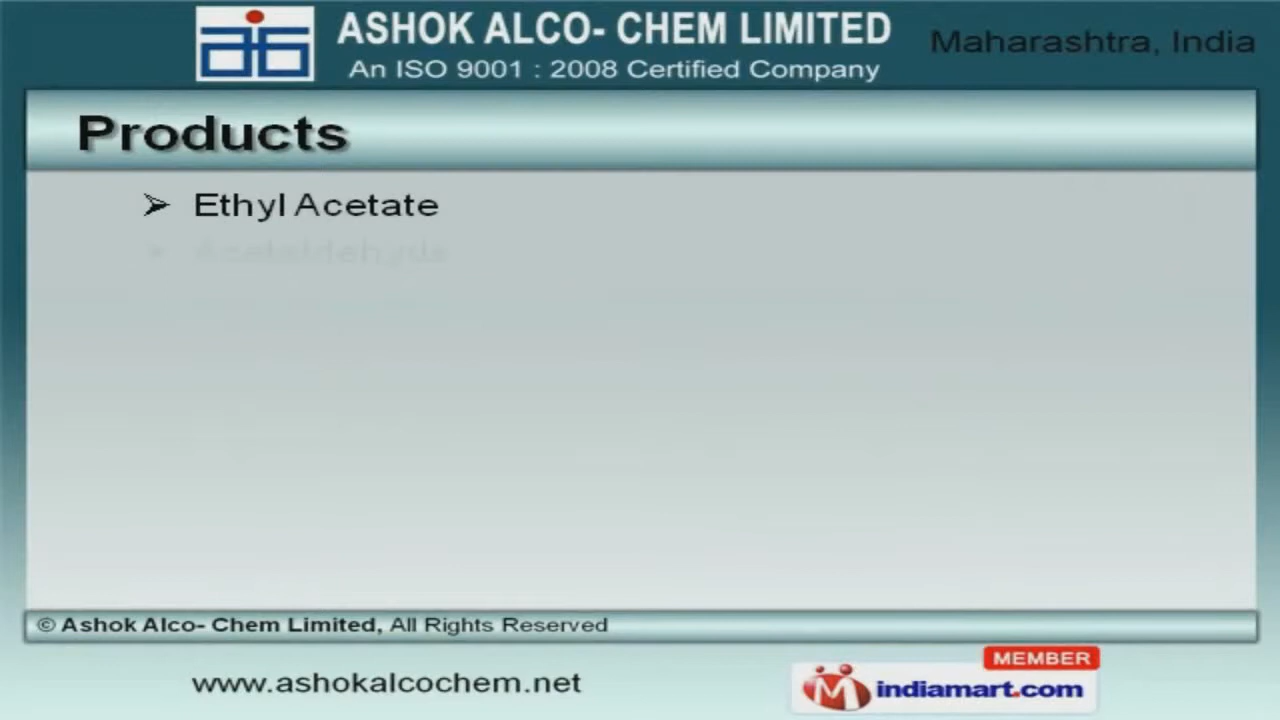 ASHOK ALCO- CHEM LIMITED
An ISO 9001 : 2008 Certified Company
Maharashtra, India
Products
➢ Ethyl Acetate
➢ Acetaldehyde
© Ashok Alco- Chem Limited, All Rights Reserved
www.ashokalcochem.net
MEMBER
indiamart.com